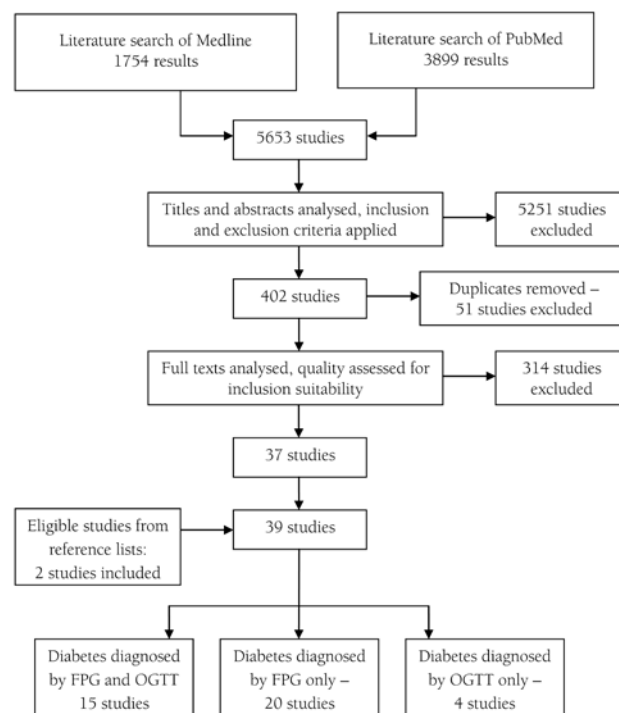 Literature search of Medline
1754 results
Literature search of PubMed
3899 results
5653 studies
Titles and abstracts analysed, inclusion
and exclusion criteria applied
5251 studies
excluded
402 studies
Duplicates removed –
51 studies excluded
Full texts analysed, quality assessed for
inclusion suitability
314 studies
excluded
37 studies
Eligible studies from
reference lists:
2 studies included
39 studies
Diabetes diagnosed
by FPG and OGTT
15 studies
Diabetes diagnosed
by FPG only –
20 studies
Diabetes diagnosed
by OGTT only –
4 studies